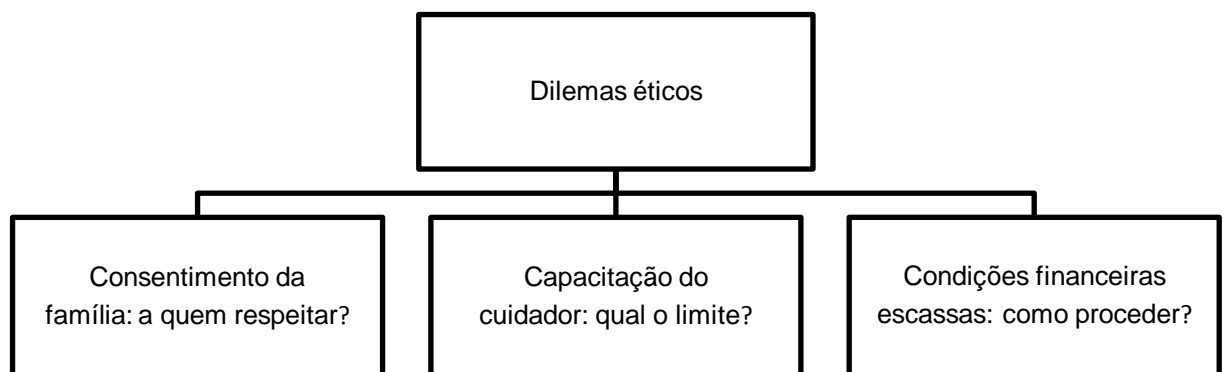 Dilemas éticos
Consentimento da
família: a quem respeitar?
Capacitação do
cuidador: qual o limite?
Condições financeiras
escassas: como proceder?